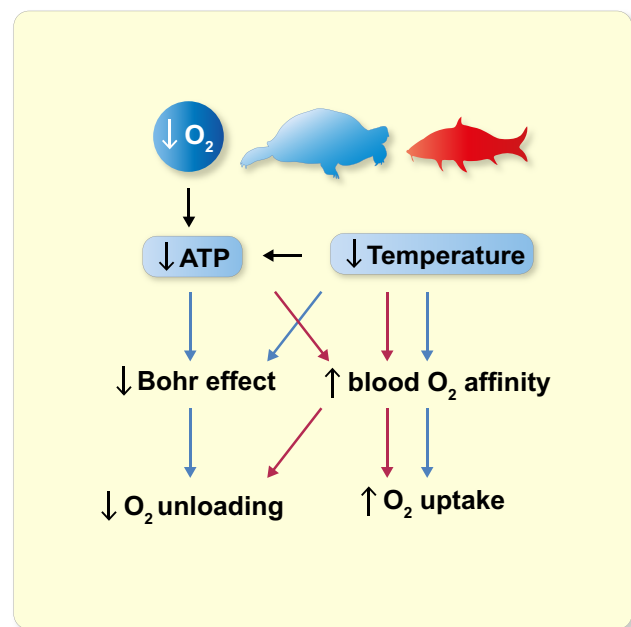 ↓ O₂
↓ ATP
↓ Temperature
↓ Bohr effect
↑ blood O₂ affinity
↓ O₂ unloading
↑ O₂ uptake